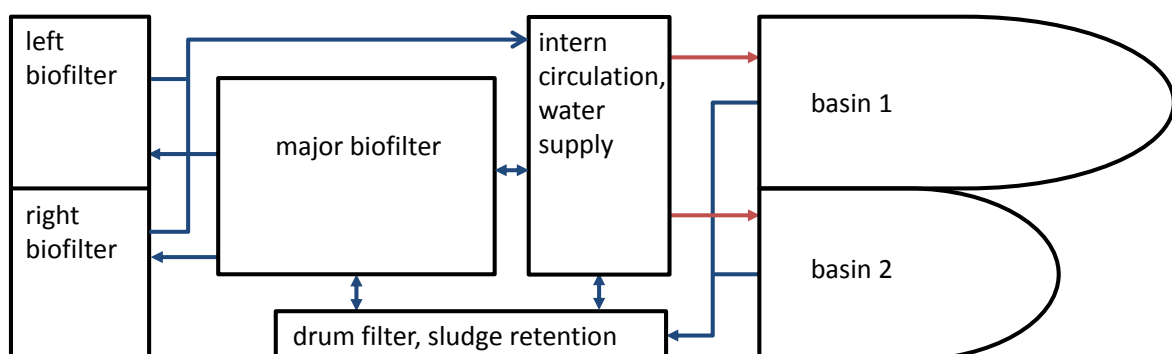 left
biofilter
intern
circulation,
water
supply
basin 1
major biofilter
right
biofilter
basin 2
drum filter, sludge retention